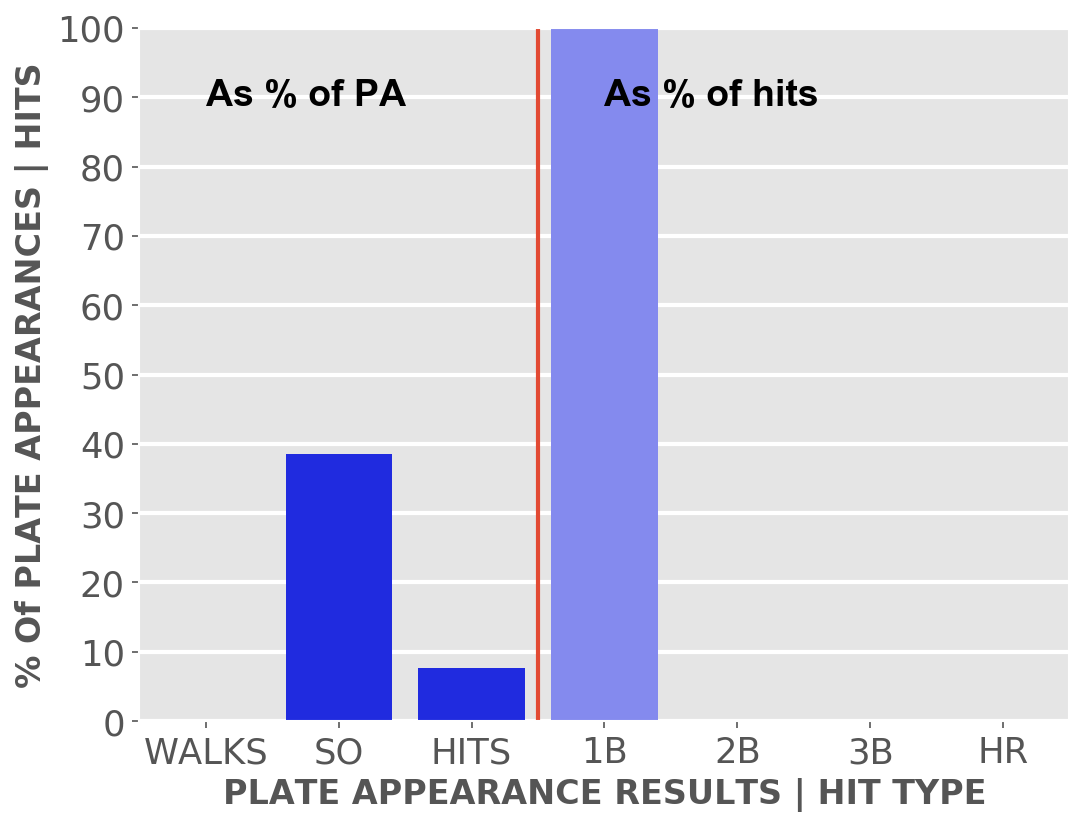 % Of PLATE APPEARANCES | HITS
100
90
80
70
60
50
40
30
20
10
0
As % of PA
As % of hits
WALKS SO HITS 1B 2B 3B HR
PLATE APPEARANCE RESULTS | HIT TYPE